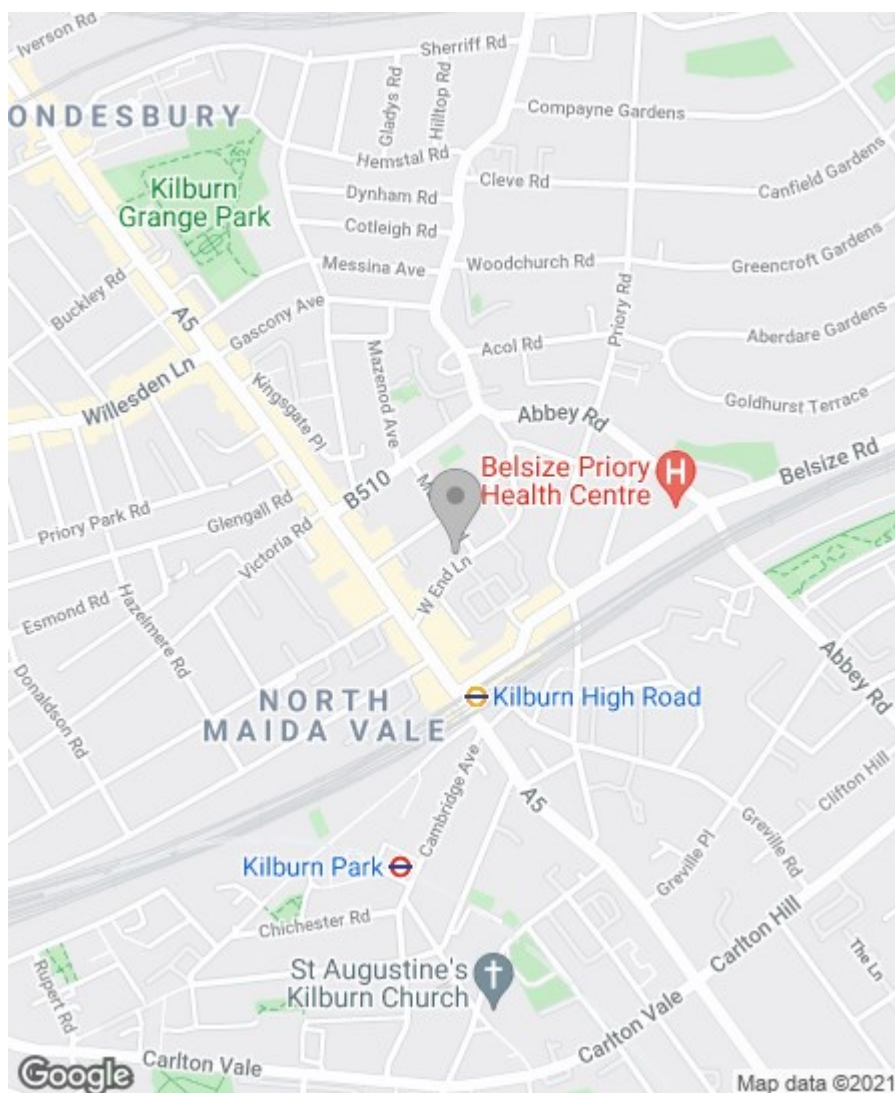 Iverson Rd
Sherriff Rd
Gladys Rd
Hilltop Rd
Compayne Gardens
ONDESBURY
Hemstal Rd
Cleve Rd
Canfield Gardens
Kilburn
Grange Park
Dynham Rd
Cotleigh Rd
Messina Ave
Woodchurch Rd
Greencroft Gardens
Buckley Rd
A5
Gascony Ave
Priory Rd
Acol Rd
Aberdare Gardens
Willesden Ln
Kingsgate Pl
Mazenod Ave
Goldhurst Terrace
Abbey Rd
Belsize Priory
Health Centre
H
Belsize Rd
B510
Glengall Rd
Priory Park Rd
Victoria Rd
W End Ln
Esmond Rd
Hazelmere Rd
Donaldson Rd
NORTH
MAIDA VALE
Kilburn High Road
Abbey Rd
Cambridge Ave
A5
Clifton Hill
Greville Pl
Greville Rd
Kilburn Park
Chichester Rd
Carlton Hill
The Ln
St Augustine's
Kilburn Church
Rupert Rd
Carlton Vale
Carlton Vale
Google
Map data ©2021